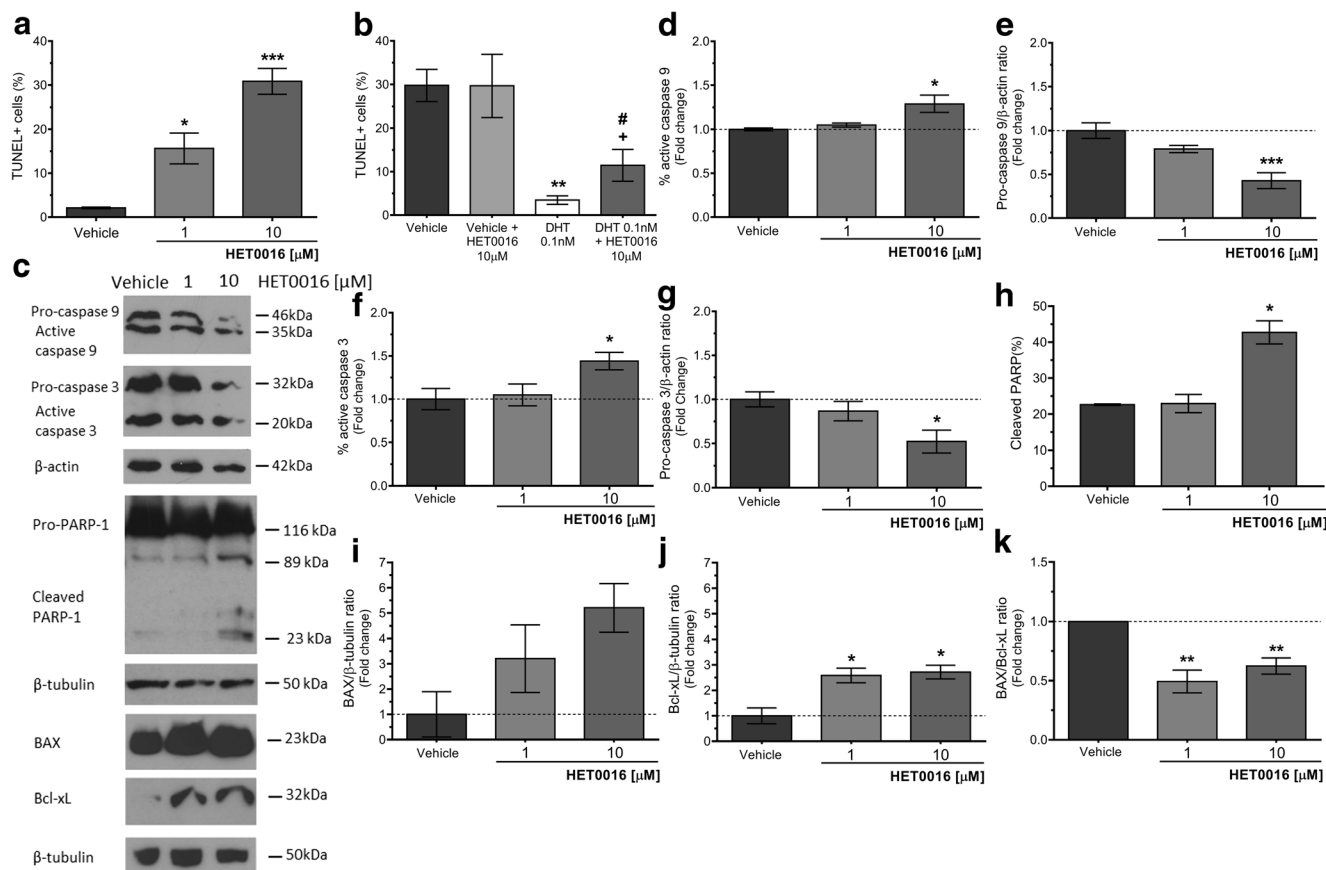 a
TUNEL+ cells (%)
40
30
20
10
0
*
***
Vehicle
1
10
HET0016 [µM]
b
TUNEL+ cells (%)
40
30
20
10
0
**
#
+
Vehicle
Vehicle +
HET0016
10µM
DHT
0.1nM
DHT 0.1nM
+ HET0016
10µM
d
% active caspase 9
(Fold change)
2.0
1.5
1.0
0.5
0
*
Vehicle
1
10
HET0016 [µM]
e
Pro-caspase 9/β-actin ratio
(Fold change)
2.0
1.5
1.0
0.5
0.0
***
Vehicle
1
10
HET0016 [µM]
c
Vehicle 1 10 HET0016 [µM]
Pro-caspase 9
46kDa
Active
caspase 9
35kDa
Pro-caspase 3
32kDa
Active
caspase 3
20kDa
β-actin
42kDa
Pro-PARP-1
116 kDa
89 kDa
Cleaved
PARP-1
23 kDa
β-tubulin
50 kDa
BAX
23kDa
Bcl-xL
32kDa
β-tubulin
50kDa
f
% active caspase 3
(Fold change)
2.0
1.5
1.0
0.5
0
*
Vehicle
1
10
HET0016 [µM]
g
Pro-caspase 3/β-actin ratio
(Fold change)
2.0
1.5
1.0
0.5
0
*
Vehicle
1
10
HET0016 [µM]
h
Cleaved PARP(%)
50
40
30
20
10
0
*
Vehicle
1
10
HET0016 [µM]
i
BAX/β-tubulin ratio
(Fold change)
7
6
5
4
3
2
1
0
Vehicle
1
10
HET0016 [µM]
j
Bcl-xL/β-tubulin ratio
(Fold change)
7
6
5
4
3
2
1
0
*
*
Vehicle
1
10
HET0016 [µM]
k
BAX/Bcl-xL ratio
(Fold change)
1.5
1.0
0.5
0.0
**
**
Vehicle
1
10
HET0016 [µM]